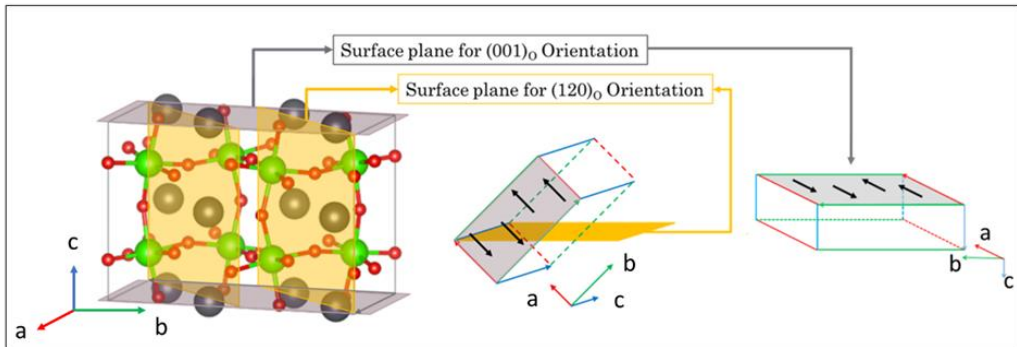 Surface plane for (001)O Orientation
Surface plane for (120)O Orientation
c
a
b
b
a
c
a
b
c